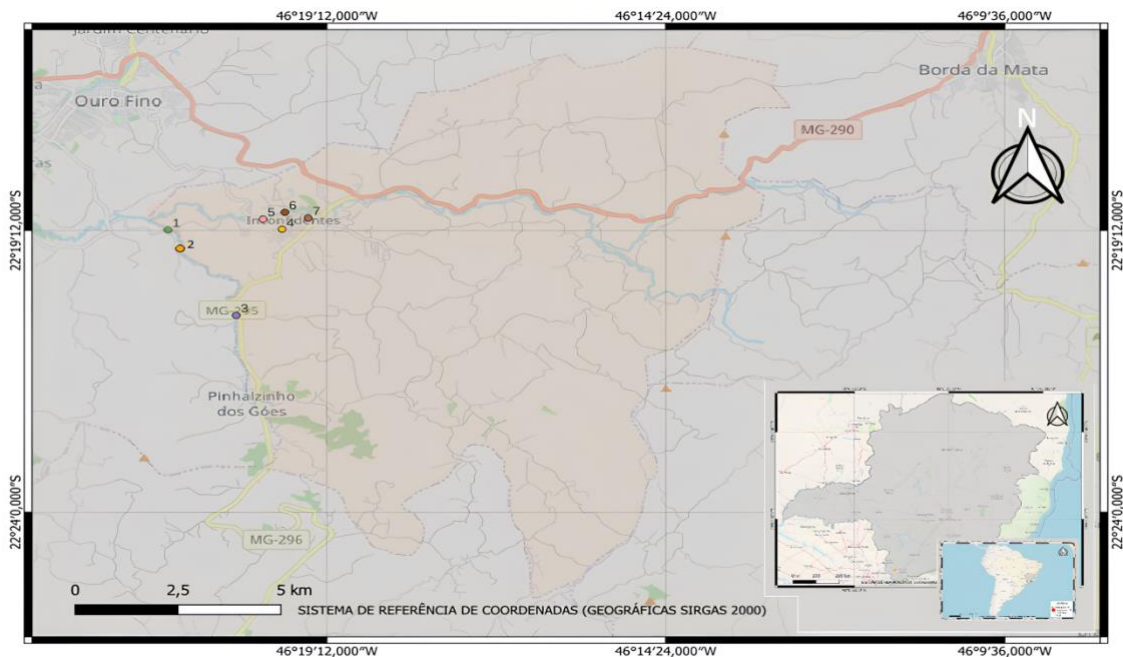 46°19′12,000″W 46°14′24,000″W 46°9′36,000″W
Jardim Centenário
Ouro Fino
Borda da Mata
MG-290
N
22°19′12,000″S
22°19′12,000″S
1
2
5
6
7
4
Inconfidentes
3
Pinhalzinho
dos Góes
MG-296
22°24′0,000″S
22°24′0,000″S
0 2,5 5 km
SISTEMA DE REFERÊNCIA DE COORDENADAS (GEOGRÁFICAS SIRGAS 2000)
46°19′12,000″W 46°14′24,000″W 46°9′36,000″W